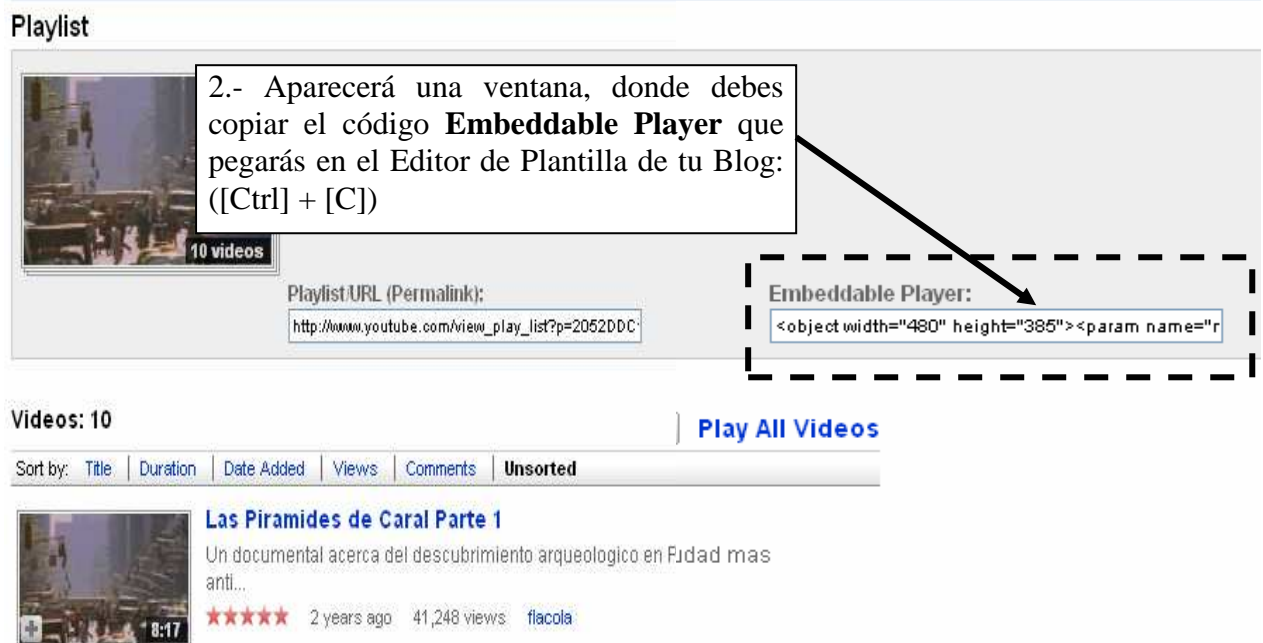 Playlist
2.- Aparecerá una ventana, donde debes
copiar el código Embeddable Player que
pegarás en el Editor de Plantilla de tu Blog:
([Ctrl] + [C])
10 videos
Playlist URL (Permalink):
http://www.youtube.com/view_play_list?p=2052DDC
Embeddable Player:
<object width="480" height="385"><param name="r
Videos: 10
Play All Videos
Sort by: Title | Duration | Date Added | Views | Comments | Unsorted
Las Piramides de Caral Parte 1
Un documental acerca del descubrimiento arqueologico en mas
anti...
2 years ago 41,248 views flacola
8:17